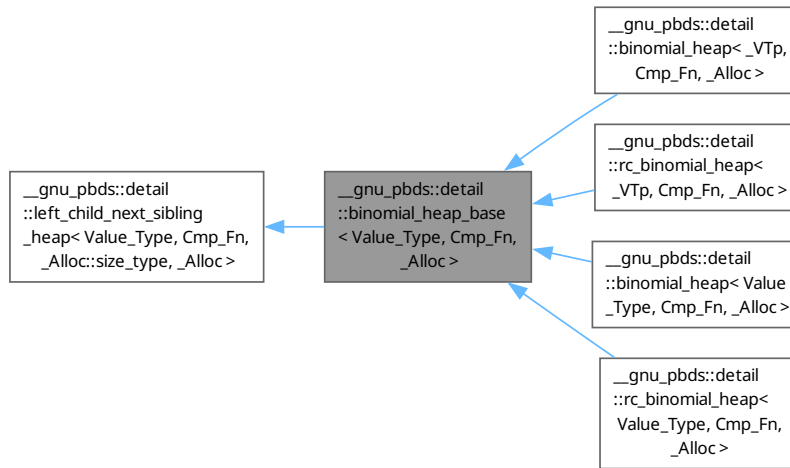 __gnu_pbds::detail
::left_child_next_sibling
_heap< Value_Type, Cmp_Fn,
_Alloc::size_type, _Alloc >
__gnu_pbds::detail
::binomial_heap_base
< Value_Type, Cmp_Fn,
_Alloc >
__gnu_pbds::detail
::binomial_heap< _VTp,
Cmp_Fn, _Alloc >
__gnu_pbds::detail
::rc_binomial_heap<
_VTp, Cmp_Fn, _Alloc >
__gnu_pbds::detail
::binomial_heap< Value
_Type, Cmp_Fn, _Alloc >
__gnu_pbds::detail
::rc_binomial_heap<
Value_Type, Cmp_Fn,
_Alloc >